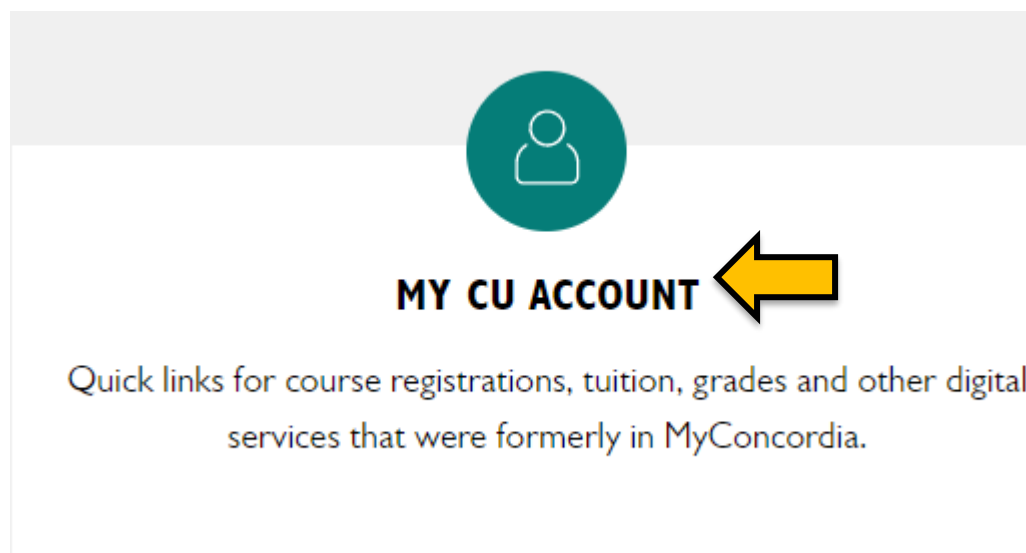 MY CU ACCOUNT
Quick links for course registrations, tuition, grades and other digital
services that were formerly in MyConcordia.